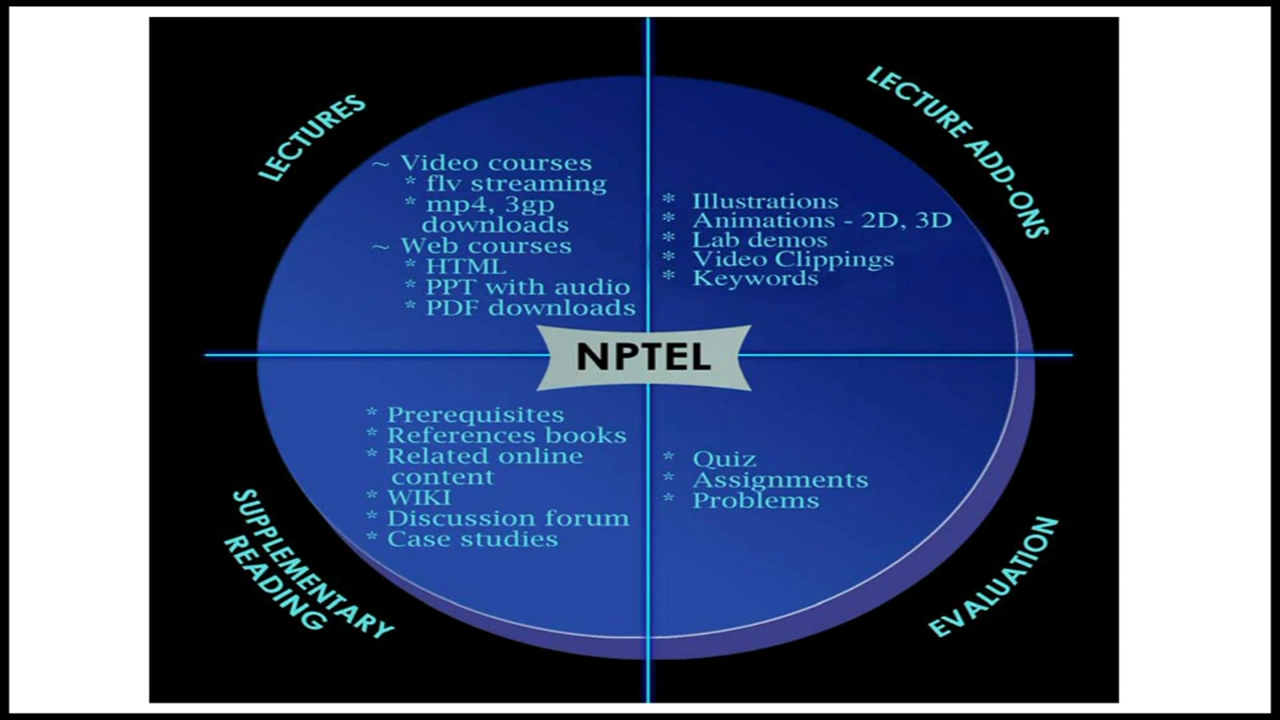 LECTURES
~ Video courses
* flv streaming
* mp4, 3gp
downloads
~ Web courses
* HTML
* PPT with audio
* PDF downloads
LECTURE ADD-ONS
* Illustrations
* Animations - 2D, 3D
* Lab demos
* Video Clippings
* Keywords
NPTEL
SUPPLEMENTARY
READING
* Prerequisites
* References books
* Related online
content
* WIKI
* Discussion forum
* Case studies
EVALUATION
* Quiz
* Assignments
* Problems